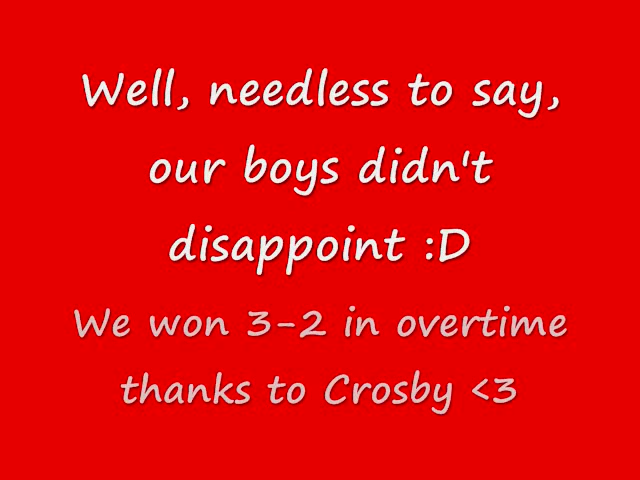 Well, needless to say,
our boys didn't
disappoint :D
We won 3-2 in overtime
thanks to Crosby <3